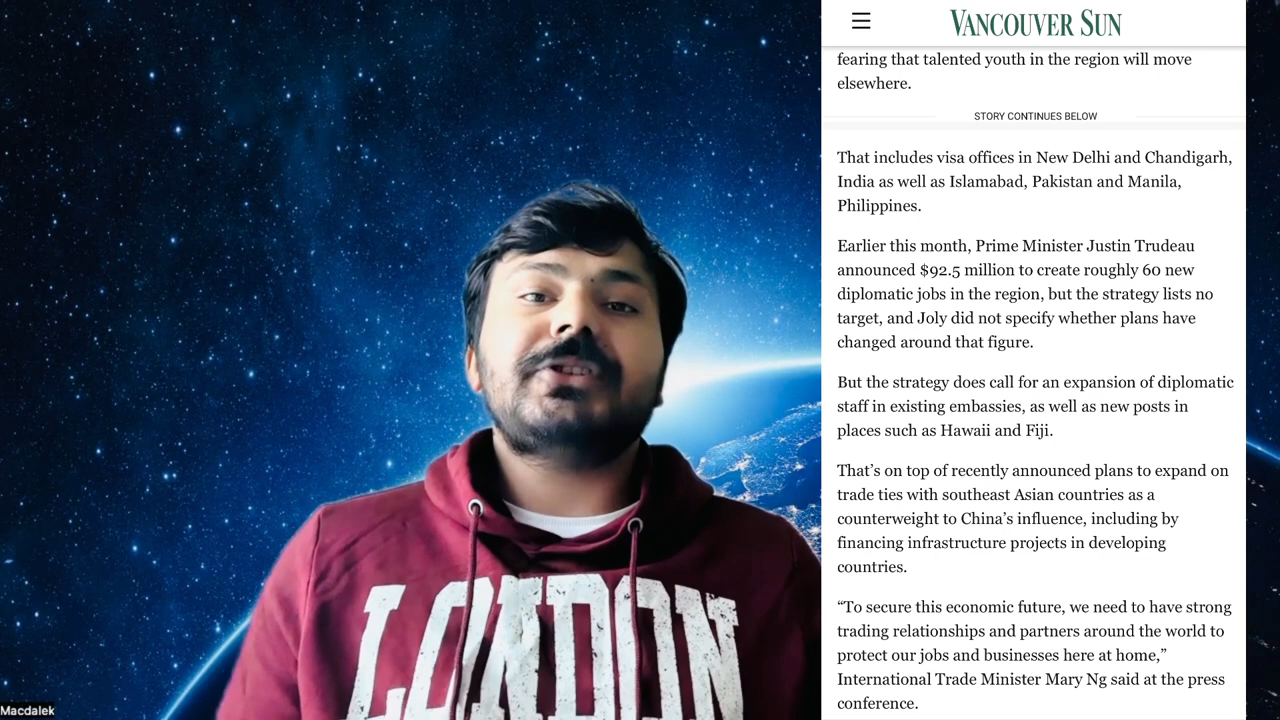 VANCOUVER SUN
fearing that talented youth in the region will move
elsewhere.
STORY CONTINUES BELOW
That includes visa offices in New Delhi and Chandigarh,
India as well as Islamabad, Pakistan and Manila,
Philippines.
Earlier this month, Prime Minister Justin Trudeau
announced $92.5 million to create roughly 60 new
diplomatic jobs in the region, but the strategy lists no
target, and Joly did not specify whether plans have
changed around that figure.
But the strategy does call for an expansion of diplomatic
staff in existing embassies, as well as new posts in
places such as Hawaii and Fiji.
That’s on top of recently announced plans to expand on
trade ties with southeast Asian countries as a
counterweight to China’s influence, including by
financing infrastructure projects in developing
countries.
“To secure this economic future, we need to have strong
trading relationships and partners around the world to
protect our jobs and businesses here at home,”
International Trade Minister Mary Ng said at the press
conference.
LONDON
Macdalek